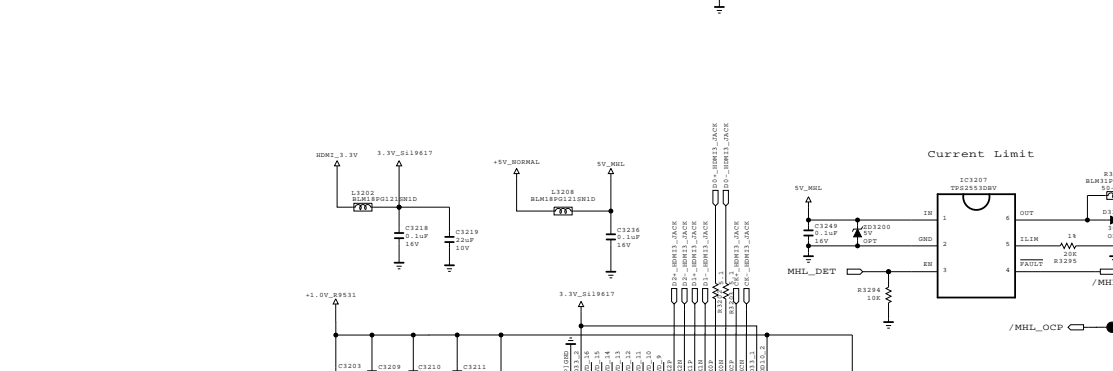 D0+_HDMI3_JACK
D0-_HDMI3_JACK
Current Limit
HDMI_3.3V
3.3V_Sil9617
+5V_NORMAL
5V_MHL
L3202
BLM18PG121SN1D
L3208
BLM18PG121SN1D
C3218
0.1uF
16V
C3219
22uF
10V
C3236
0.1uF
16V
D2+_HDMI3_JACK
D2-_HDMI3_JACK
D1+_HDMI3_JACK
D1-_HDMI3_JACK
CK+_HDMI3_JACK
CK-_HDMI3_JACK
5V_MHL
IC3207
TPS2553DBV
IN
1
6
OUT
GND
2
5
ILIM
EN
3
4
FAULT
C3249
0.1uF
16V
ZD3200
5V
OPT
1%
20K
R3295
MHL_DET
R3294
10K
/MHL_OCP
+1.0V_R9531
3.3V_Sil9617
C3203
C3209
C3210
C3211